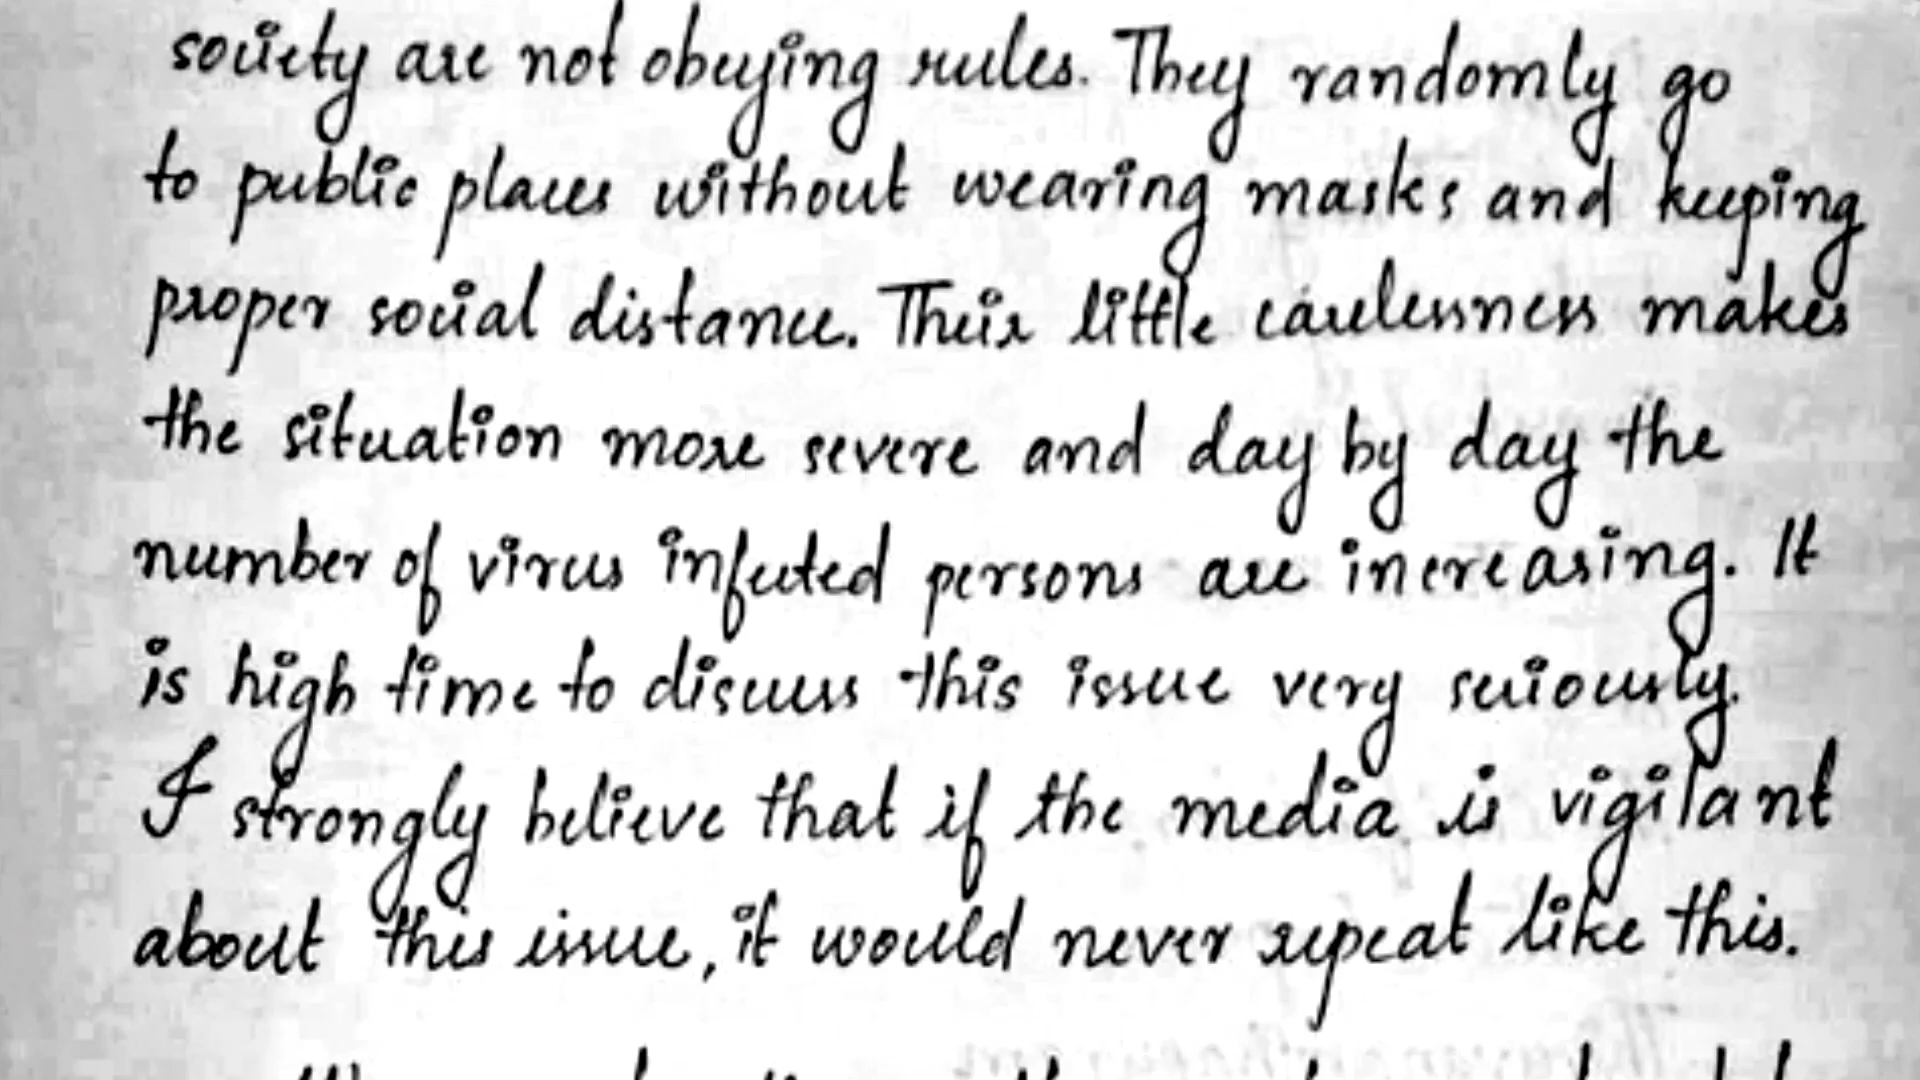 society are not obeying rules. They randomly go
to public places without wearing masks and keeping
proper social distance. Their little carelessness makes
the situation more severe and day by day the
number of virus infected persons are increasing. It
is high time to discuss this issue very seriously.
I strongly believe that if the media is vigilant
about this issue, it would never repeat like this.